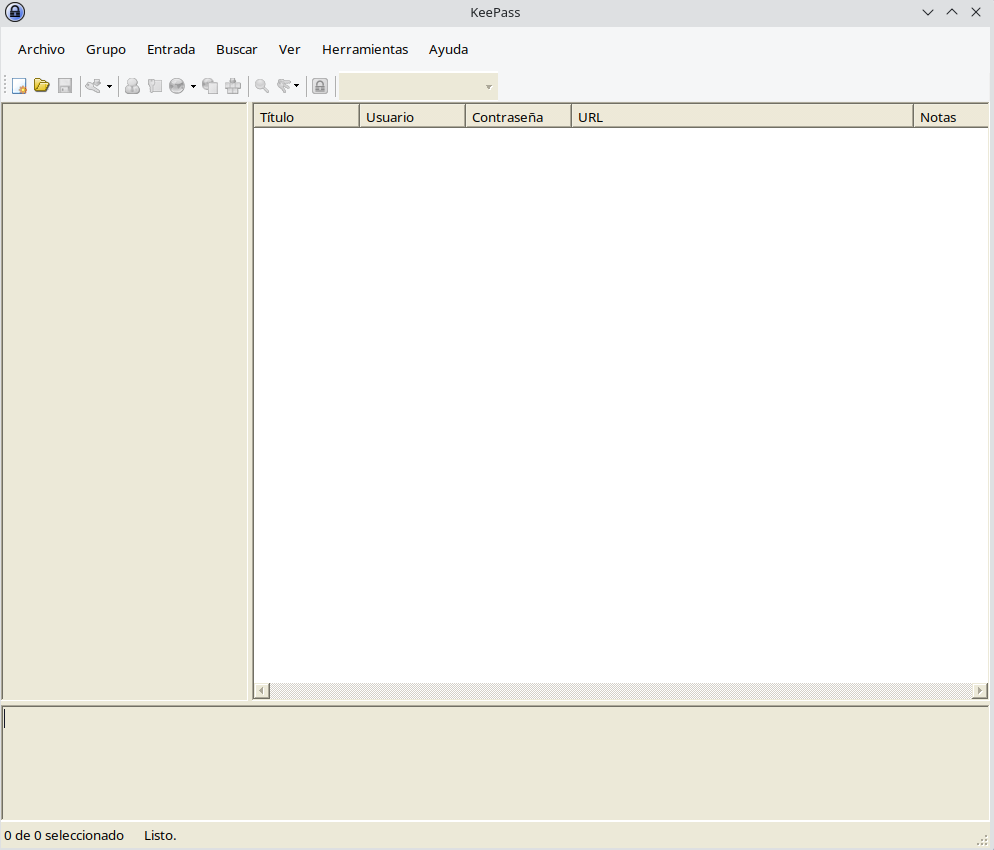 KeePass
Archivo Grupo Entrada Buscar Ver Herramientas Ayuda
Título Usuario Contraseña URL Notas
0 de 0 seleccionado Listo.